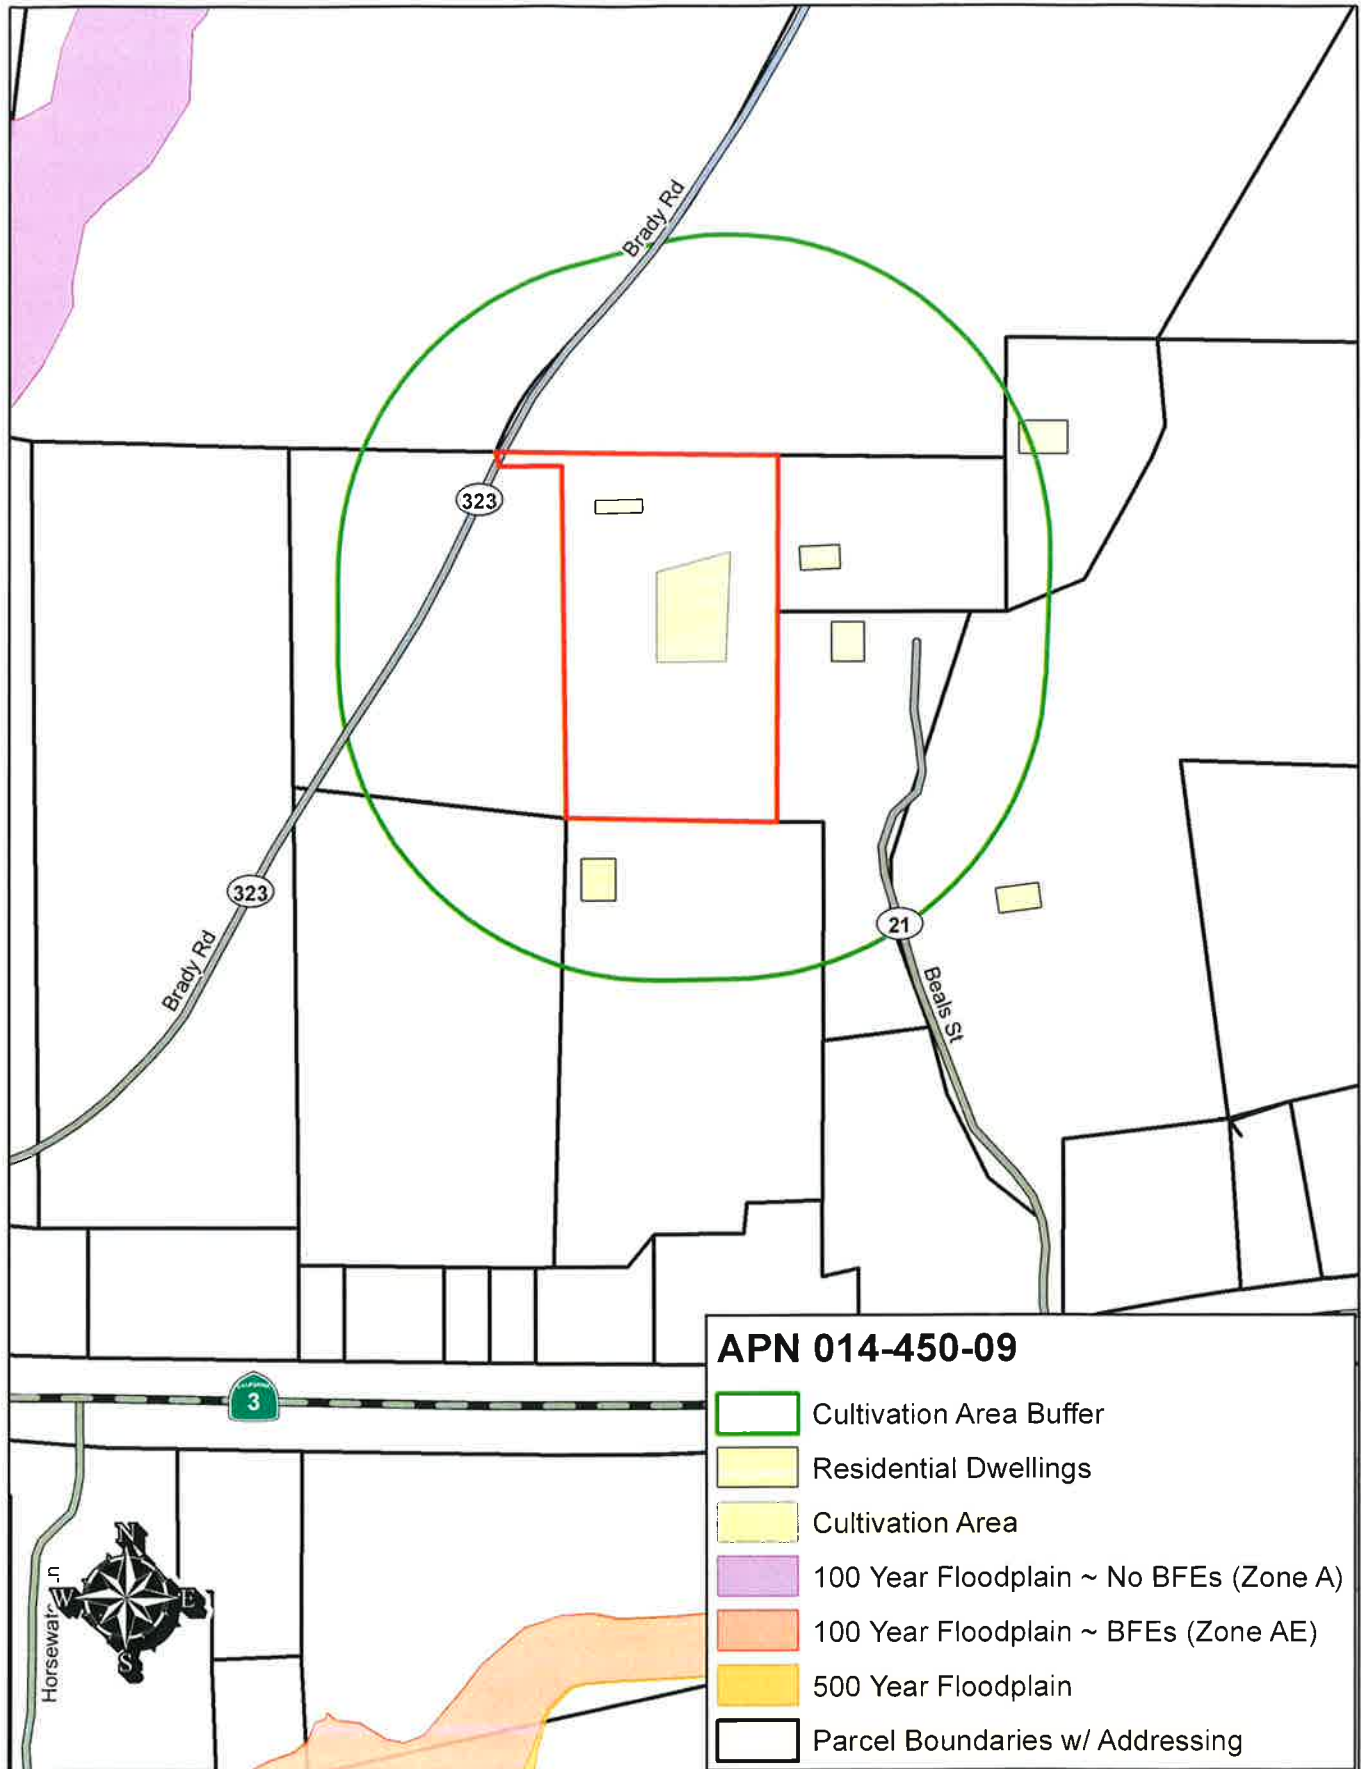 Brady Rd
323
323
Brady Rd
21
Beals St
CALIFORNIA
3
N
W
E
S
APN 014-450-09
Cultivation Area Buffer
Residential Dwellings
Cultivation Area
100 Year Floodplain ~ No BFEs (Zone A)
100 Year Floodplain ~ BFEs (Zone AE)
500 Year Floodplain
Parcel Boundaries w/ Addressing